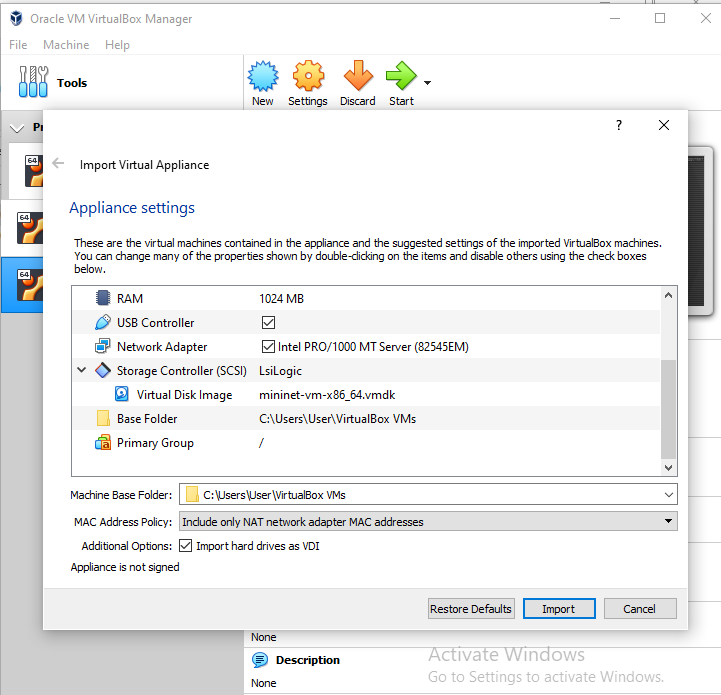 Oracle VM VirtualBox Manager
File Machine Help
Tools
New Settings Discard Start
64
64
64
?
Import Virtual Appliance
Appliance settings
These are the virtual machines contained in the appliance and the suggested settings of the imported VirtualBox machines.
You can change many of the properties shown by double-clicking on the items and disable others using the check boxes
below.
RAM 1024 MB
USB Controller
Network Adapter Intel PRO/1000 MT Server (82545EM)
Storage Controller (SCSI) LsiLogic
Virtual Disk Image mininet-vm-x86_64.vmdk
Base Folder C:\Users\User\VirtualBox VMs
Primary Group /
Machine Base Folder: C:\Users\User\VirtualBox VMs
MAC Address Policy: Include only NAT network adapter MAC addresses
Additional Options: Import hard drives as VDI
Appliance is not signed
Restore Defaults Import Cancel
None
Description
None
Activate Windows
Go to Settings to activate Windows.